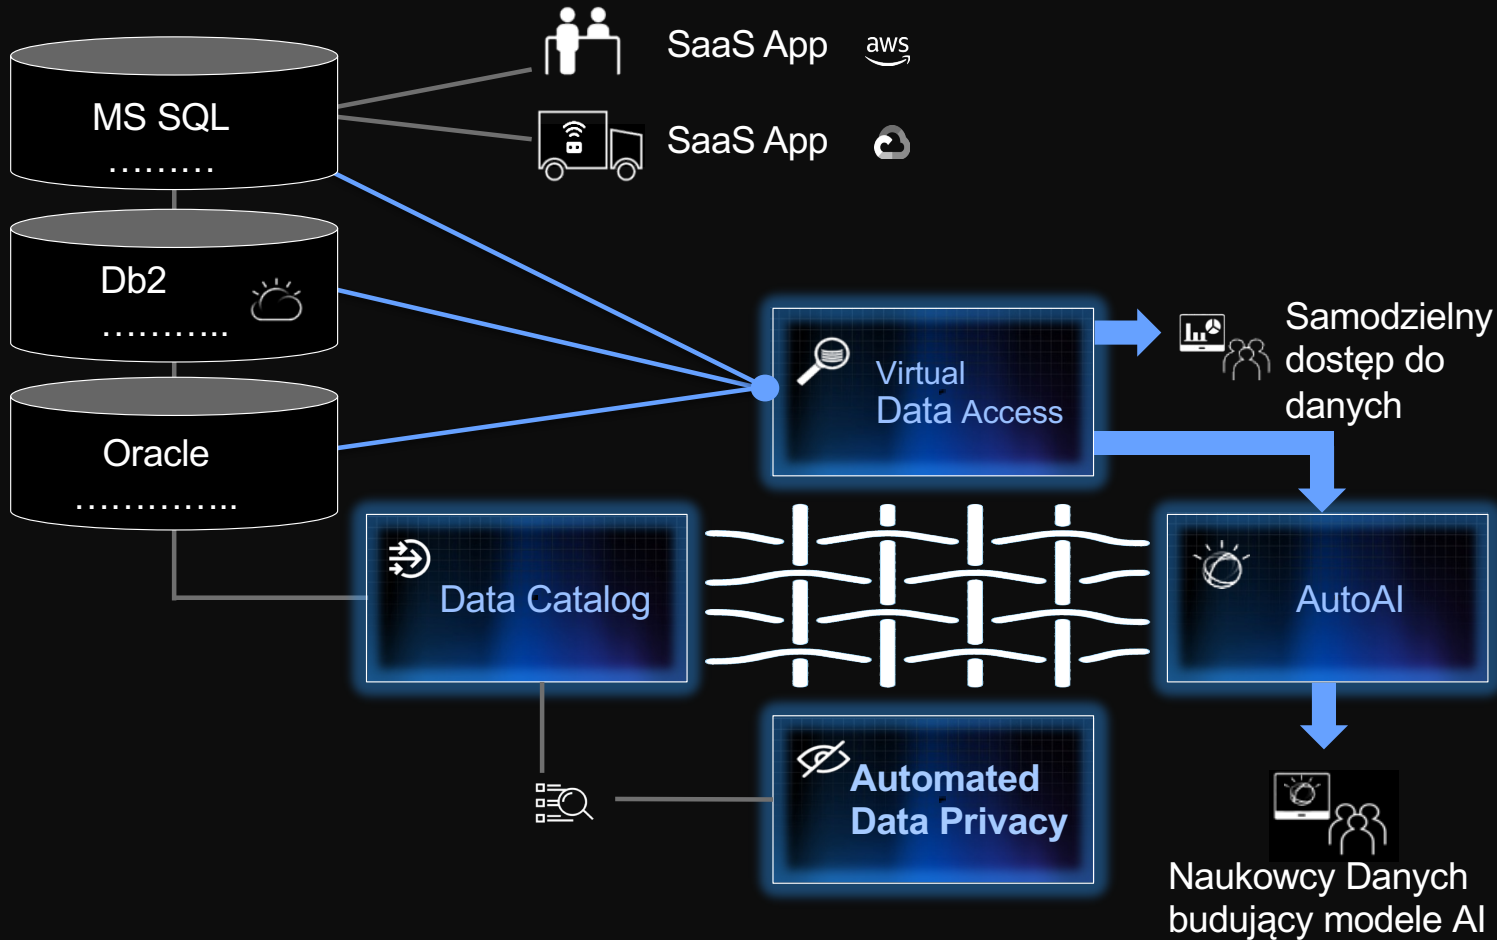 SaaS App
aws
MS SQL
.........
SaaS App
Db2
...........
Samodzielny
dostęp do
danych
Virtual
Data Access
Oracle
..............
Data Catalog
AutoAI
Automated
Data Privacy
Naukowcy Danych
budujący modele AI